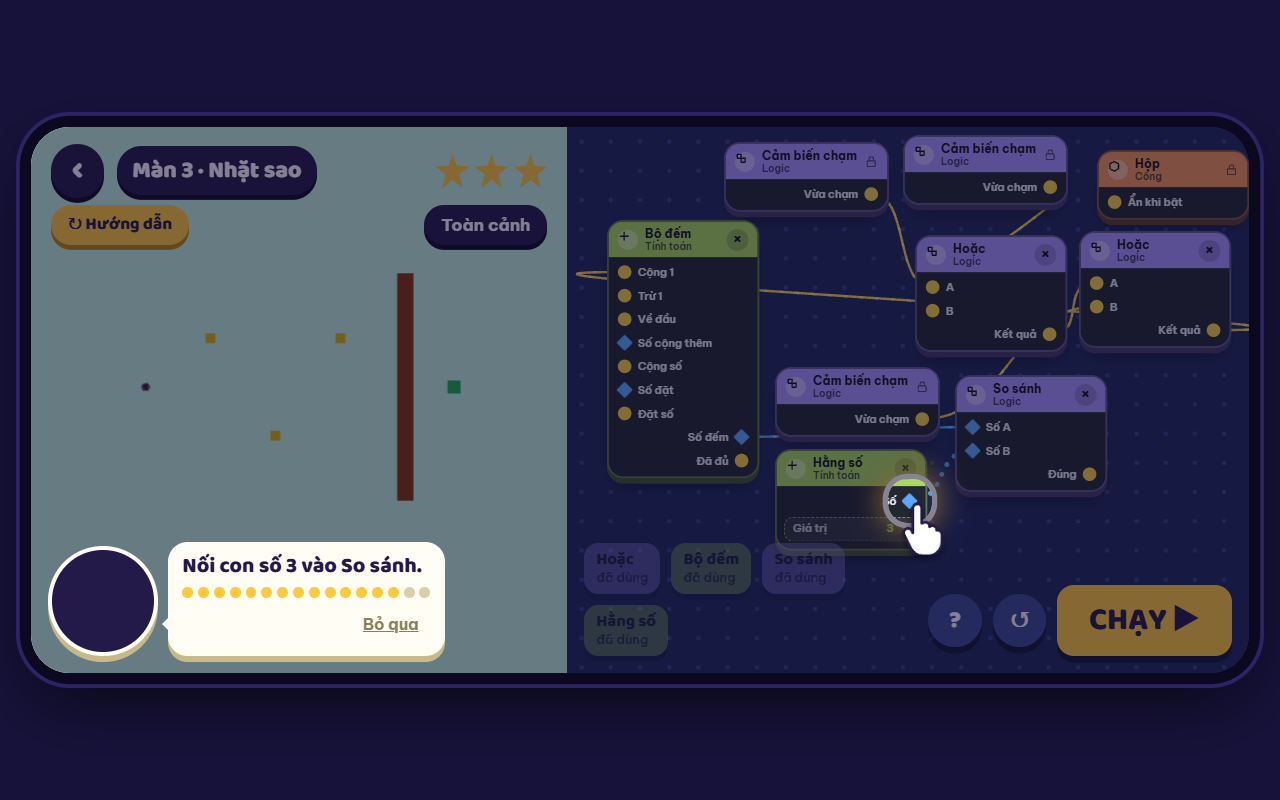 Màn 3 • Nhặt sao
↻ Hướng dẫn
Toàn cảnh
Nối con số 3 vào So sánh.
Bỏ qua
Cảm biến chạm
Logic
Vừa chạm
Cảm biến chạm
Logic
Vừa chạm
Hộp
Cổng
Ẩn khi bật
Bộ đếm
Tính toán
Cộng 1
Trừ 1
Về đầu
Số cộng thêm
Cộng số
Số đặt
Đặt số
Số đếm
Đã đủ
Hoặc
Logic
A
B
Kết quả
Hoặc
Logic
A
B
Kết quả
Cảm biến chạm
Logic
Vừa chạm
So sánh
Logic
Số A
Số B
Đúng
Hằng số
Tính toán
Giá trị
3
Hoặc
đã dùng
Bộ đếm
đã dùng
So sánh
đã dùng
Hằng số
đã dùng
?
CHẠY